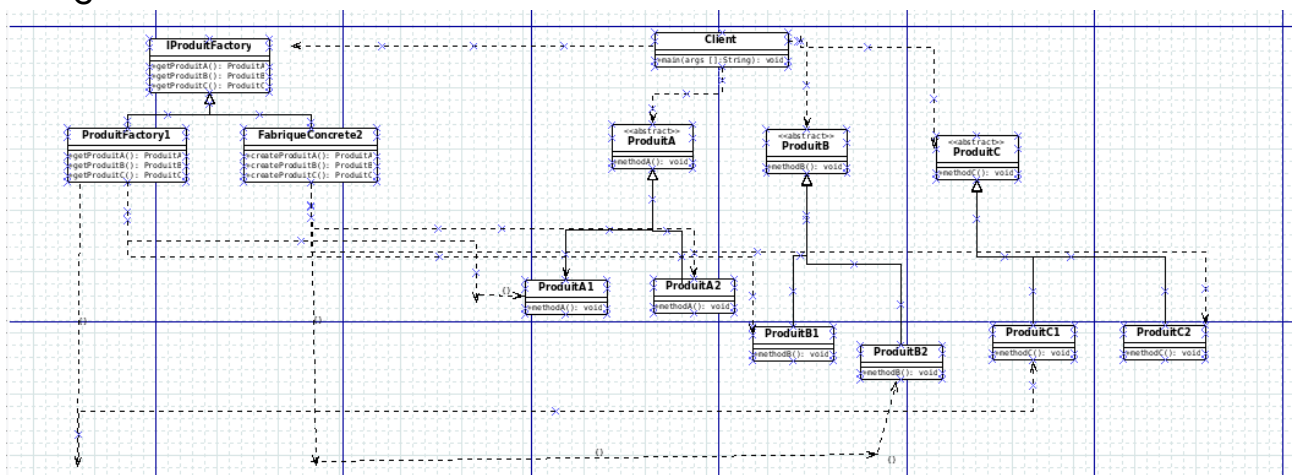 IProduitFactory
+getProduitA(): ProduitA
+getProduitB(): ProduitB
+getProduitC(): ProduitC
Client
+main(args [];String): void
ProduitFactory1
+getProduitA(): ProduitA
+getProduitB(): ProduitB
+getProduitC(): ProduitC
FabriqueConcrete2
+createProduitA(): ProduitA
+createProduitB(): ProduitB
+createProduitC(): ProduitC
<<abstract>>
ProduitA
+methodA(): void
<<abstract>>
ProduitB
+methodB(): void
<<abstract>>
ProduitC
+methodC(): void
ProduitA1
+methodA(): void
ProduitA2
+methodA(): void
{}
{}
{}
ProduitB1
+methodB(): void
ProduitB2
+methodB(): void
ProduitC1
+methodC(): void
ProduitC2
+methodC(): void
{}
{}